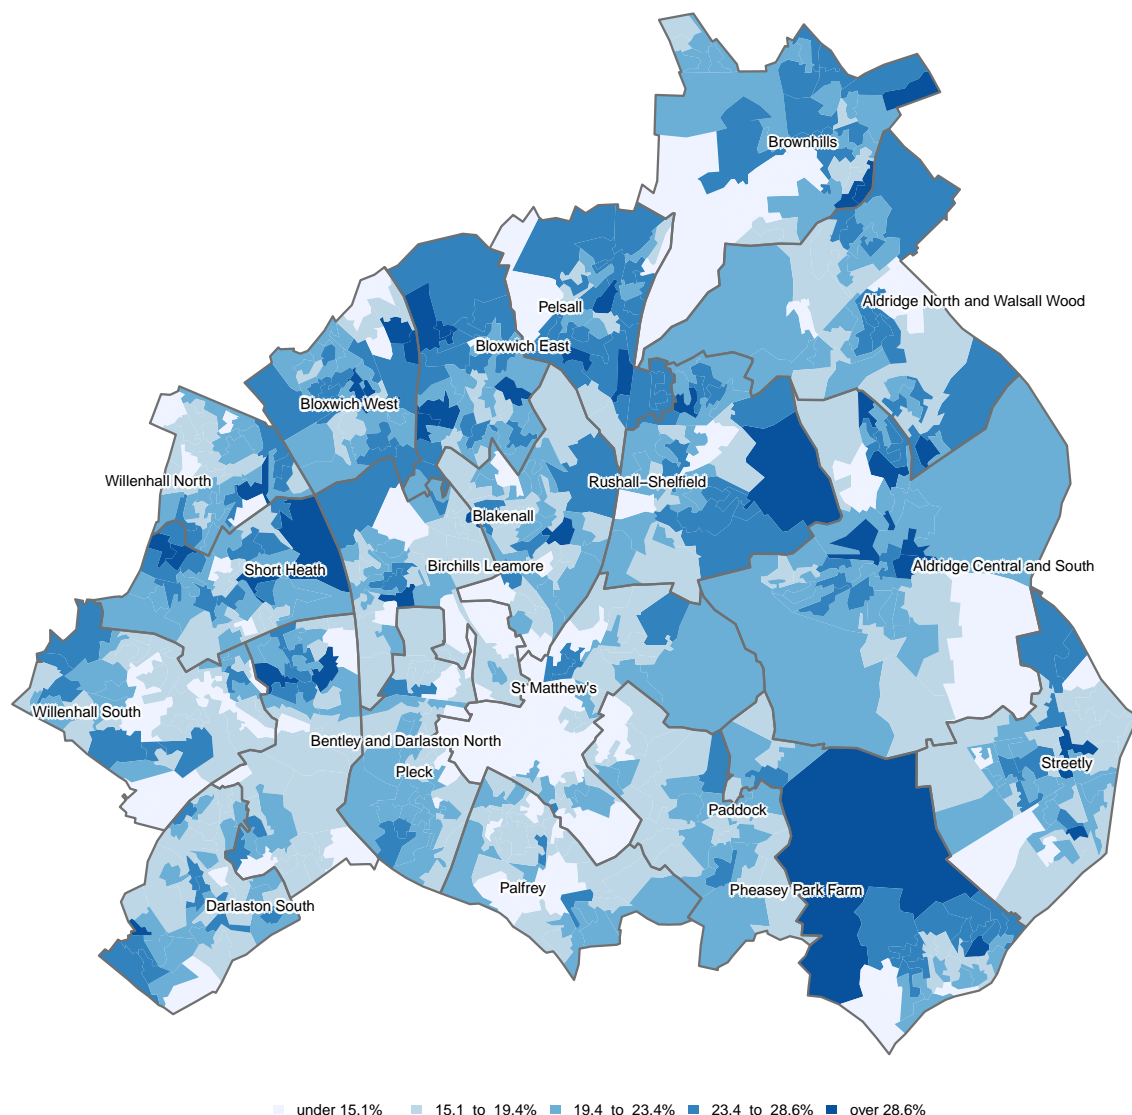 Brownhills
Aldridge North and Walsall Wood
Pelsall
Bloxwich East
Bloxwich West
Willenhall North
Rushall−Shelfield
Blakenall
Short Heath
Birchills Leamore
Aldridge Central and South
St Matthew's
Willenhall South
Bentley and Darlaston North
Streetly
Pleck
Paddock
Palfrey
Pheasey Park Farm
Darlaston South
under 15.1% 15.1 to 19.4% 19.4 to 23.4% 23.4 to 28.6% over 28.6%